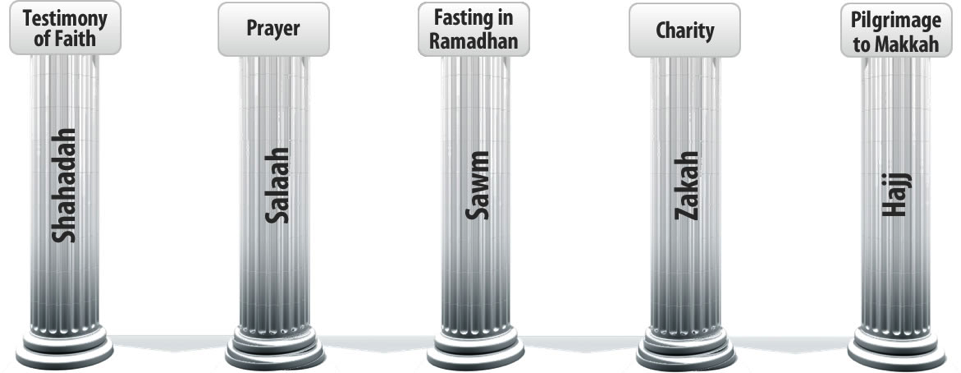 Testimony
of Faith
Prayer
Fasting in
Ramadhan
Charity
Pilgrimage
to Makkah
Shahadah
Salaah
Sawm
Zakah
Hajj